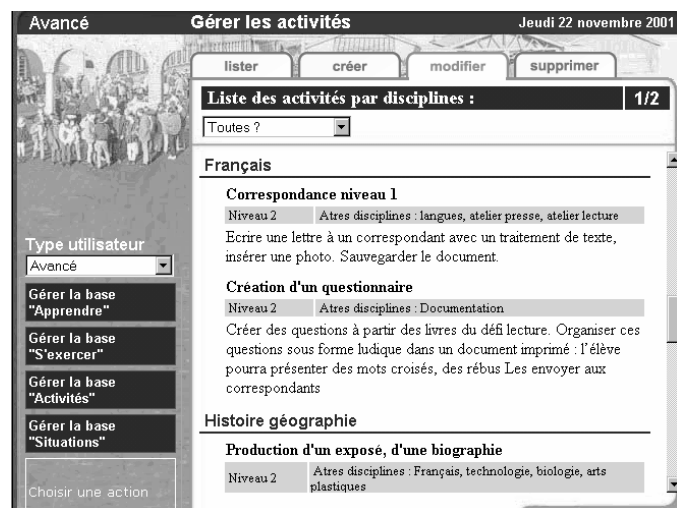 Avancé
Gérer les activités
Jeudi 22 novembre 2001
lister
créer
modifier
supprimer
Liste des activités par disciplines :
1/2
Toutes ?
Français
Correspondance niveau 1
Niveau 2
Atres disciplines : langues, atelier presse, atelier lecture
Ecrire une lettre à un correspondant avec un traitement de texte,
insérer une photo. Sauvegarder le document.
Création d'un questionnaire
Niveau 2
Atres disciplines : Documentation
Créer des questions à partir des livres du défi lecture. Organiser ces
questions sous forme ludique dans un document imprimé : l'élève
pourra présenter des mots croisés, des rébus Les envoyer aux
correspondants
Histoire géographie
Production d'un exposé, d'une biographie
Niveau 2
Atres disciplines : Français, technologie, biologie, arts
plastiques
Type utilisateur
Avancé
Gérer la base
"Apprendre"
Gérer la base
"S'exercer"
Gérer la base
"Activités"
Gérer la base
"Situations"
Choisir une action